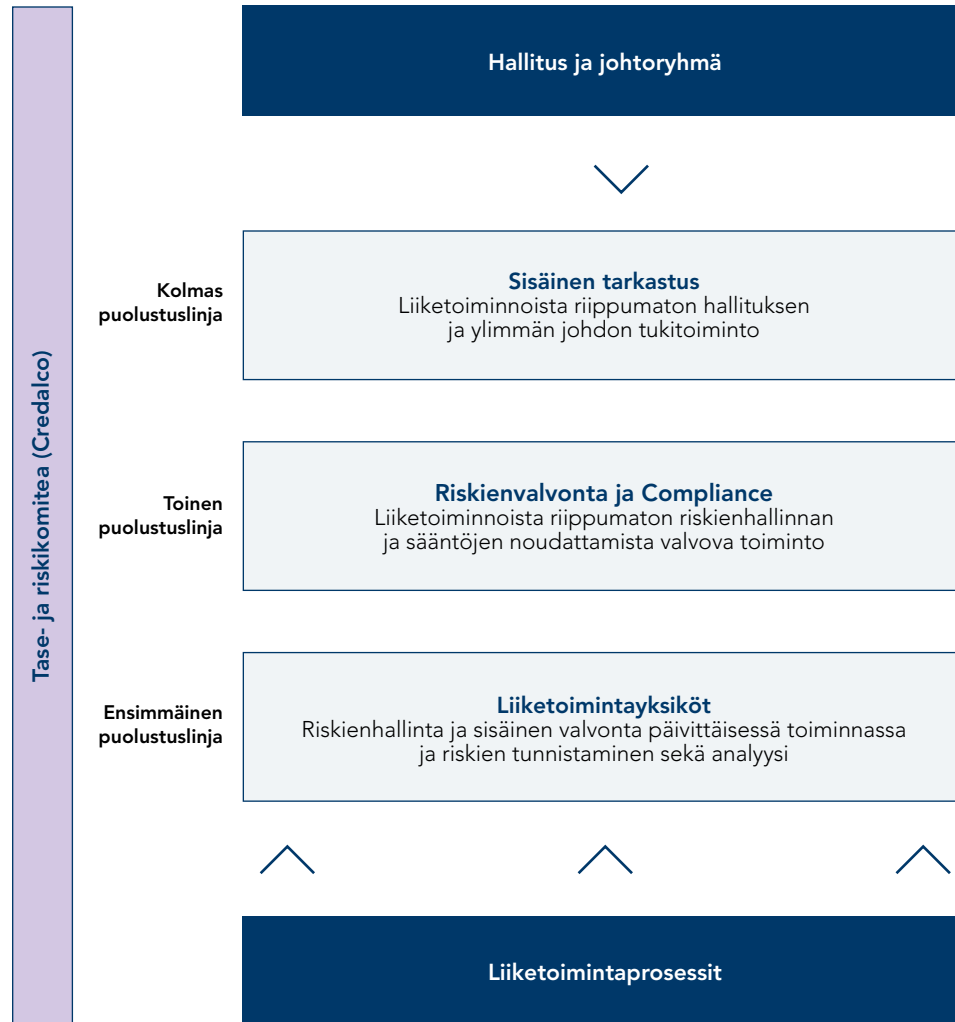 Hallitus ja johtoryhmä
Tase- ja riskikomitea (Credalco)
Kolmas
puolustuslinja
Sisäinen tarkastus
Liiketoiminnoista riippumaton hallituksen
ja ylimmän johdon tukitoiminto
Toinen
puolustuslinja
Riskienvalvonta ja Compliance
Liiketoiminnoista riippumaton riskienhallinnan
ja sääntöjen noudattamista valvova toiminto
Ensimmäinen
puolustuslinja
Liiketoimintayksiköt
Riskienhallinta ja sisäinen valvonta päivittäisessä toiminnassa
ja riskien tunnistaminen sekä analyysi
Liiketoimintaprosessit